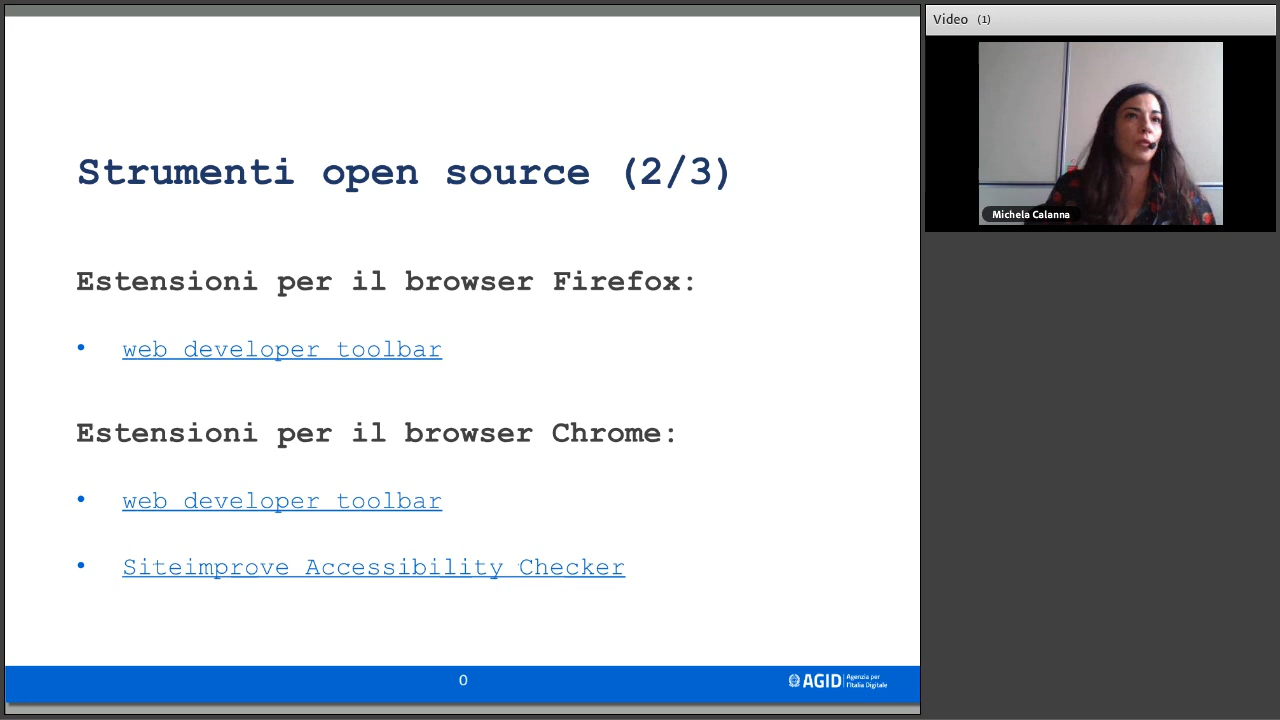 Strumenti open source (2/3)
Estensioni per il browser Firefox:
• web developer toolbar
Estensioni per il browser Chrome:
• web developer toolbar
• Siteimprove Accessibility Checker
0
AGID
Agenzia per
l'Italia Digitale
Video (1)
Michela Calanna